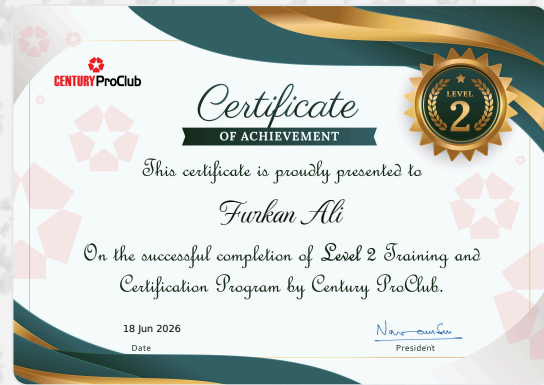 CENTURY ProClub
Certificate
OF ACHIEVEMENT
LEVEL
2
This certificate is proudly presented to
Furkan Ali
On the successful completion of Level 2 Training and
Certification Program by Century ProClub.
18 Jun 2026
Date
President